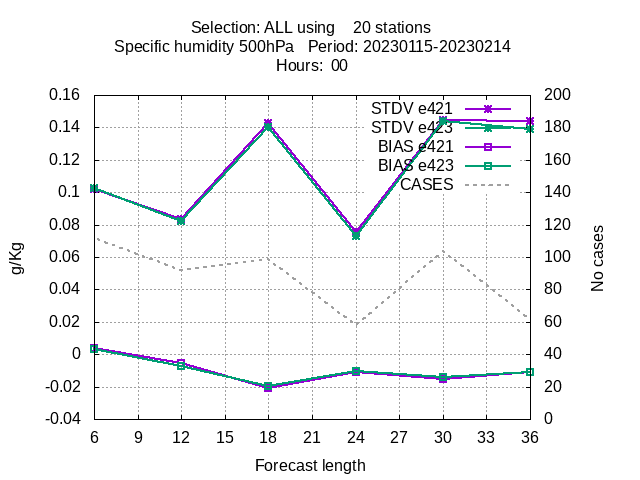 Selection: ALL using    20 stations
Specific humidity 500hPa   Period: 20230115-20230214
Hours:  00
STDV e421
STDV e423
BIAS e421
BIAS e423
CASES
0.16
0.14
0.12
0.1
0.08
0.06
0.04
0.02
0
-0.02
-0.04
g/Kg
200
180
160
140
120
100
80
60
40
20
0
No cases
6 9 12 15 18 21 24 27 30 33 36
Forecast length